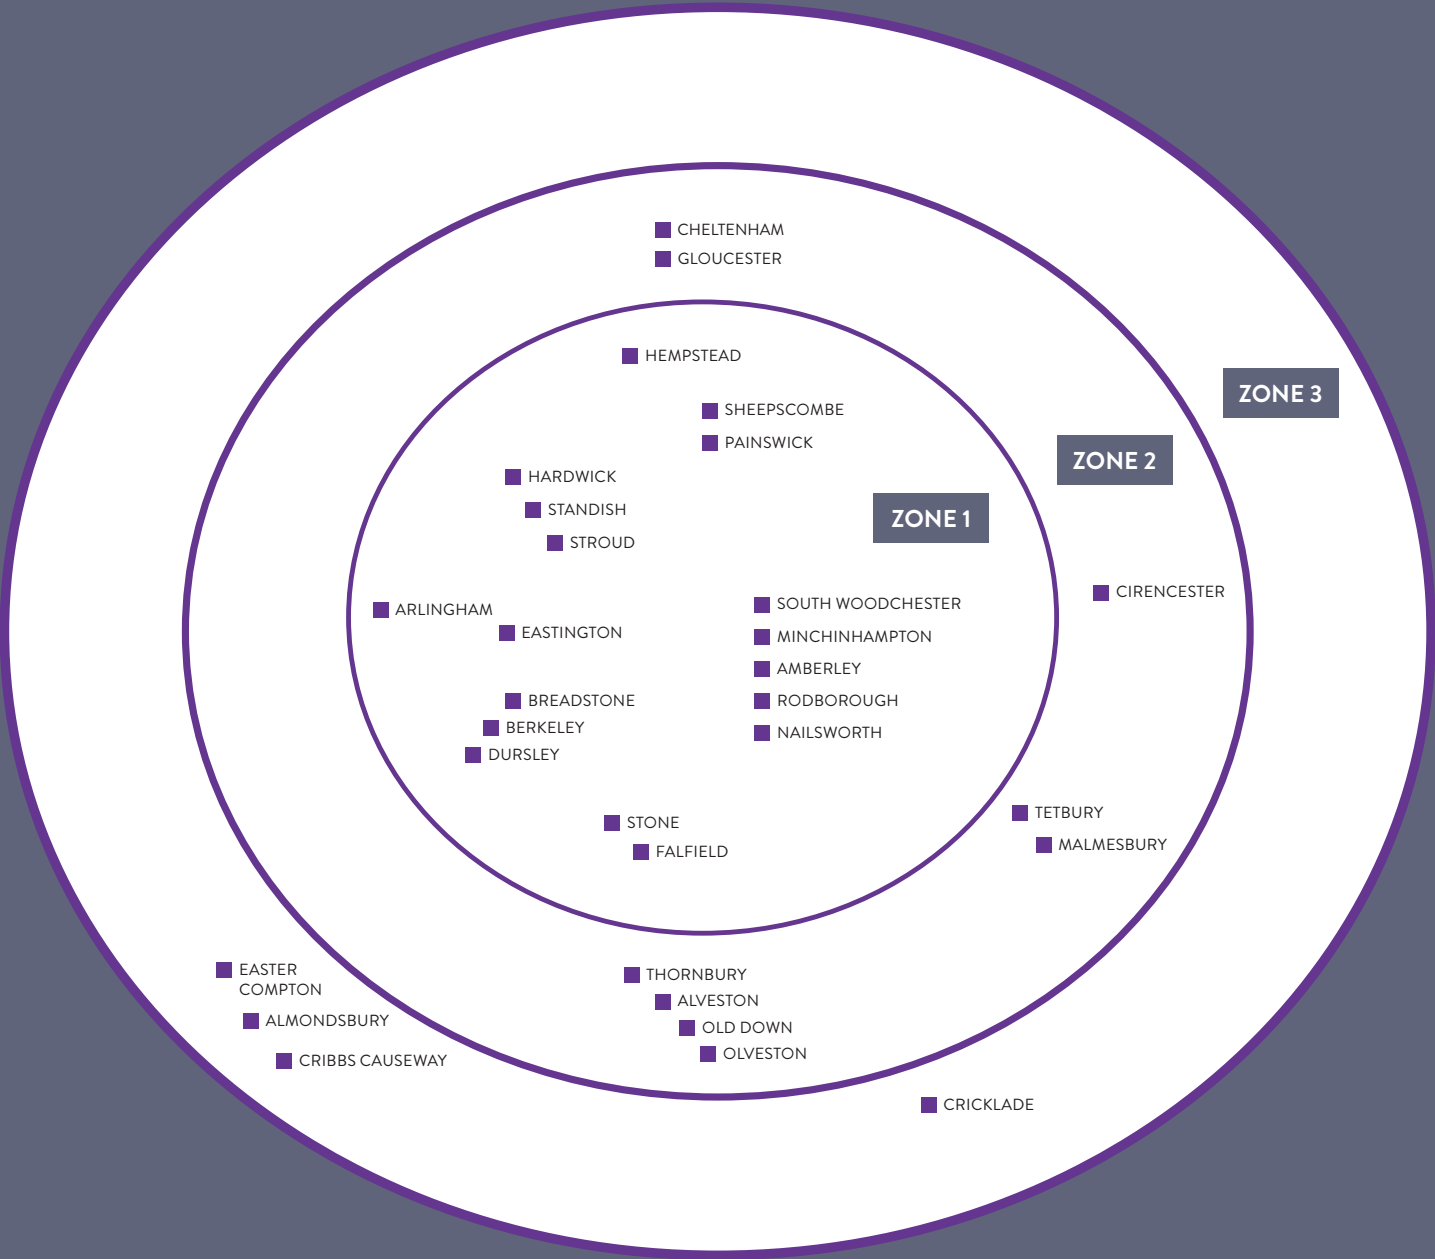 CHELTENHAM
GLOUCESTER
HEMPSTEAD
ZONE 3
SHEEPSCOMBE
PAINSWICK
ZONE 2
HARDWICK
STANDISH
ZONE 1
STROUD
CIRENCESTER
SOUTH WOODCHESTER
ARLINGHAM
EASTINGTON
MINCHINHAMPTON
AMBERLEY
BREADSTONE
RODBOROUGH
BERKELEY
NAILSWORTH
DURSLEY
TETBURY
STONE
MALMESBURY
FALFIELD
EASTER
COMPTON
THORNBURY
ALVESTON
ALMONDSBURY
OLD DOWN
OLVESTON
CRIBBS CAUSEWAY
CRICKLADE